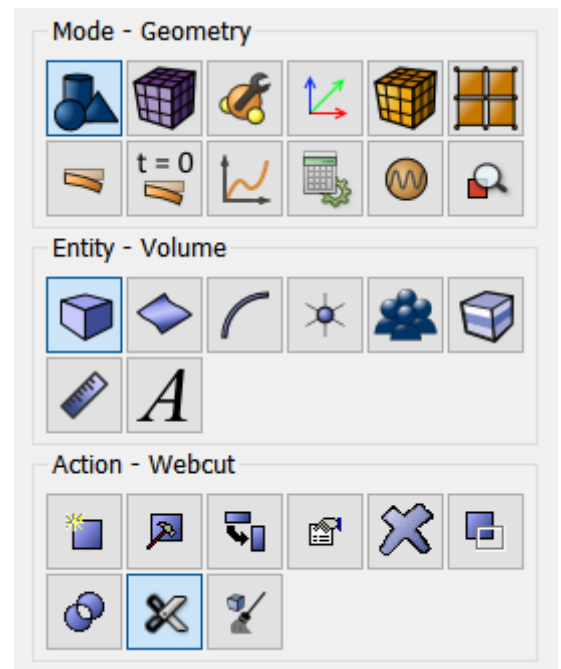 Mode - Geometry
t = 0
Entity - Volume
A
Action - Webcut